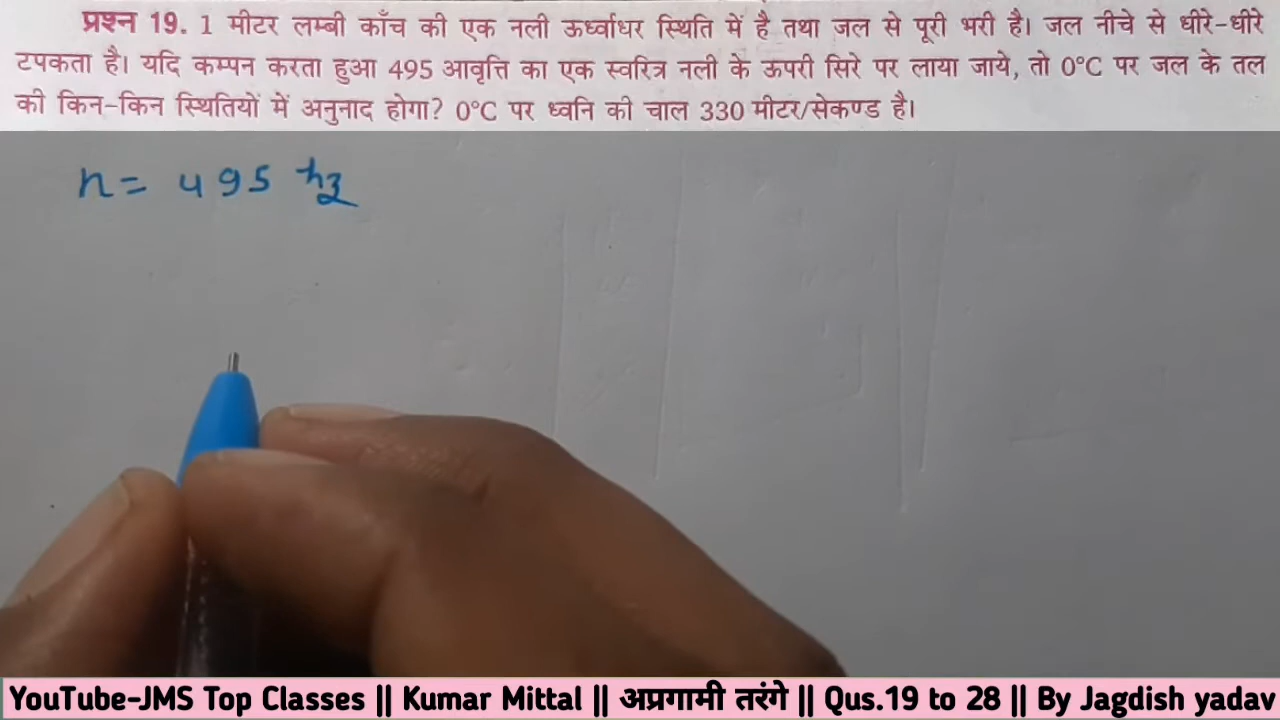 प्रश्न 19. 1 मीटर लम्बी काँच की एक नली ऊर्ध्वाधर स्थिति में है तथा जल से पूरी भरी है। जल नीचे से धीरे-धीरे
टपकता है। यदि कम्पन करता हुआ 495 आवृत्ति का एक स्वरित्र नली के ऊपरी सिरे पर लाया जाये, तो 0°C पर जल के तल
की किन-किन स्थितियों में अनुनाद होगा? 0°C पर ध्वनि की चाल 330 मीटर/सेकण्ड है।
n= 495 hz
YouTube-JMS Top Classes || Kumar Mittal || अप्रगामी तरंगे || Qus.19 to 28 || By Jagdish yadav